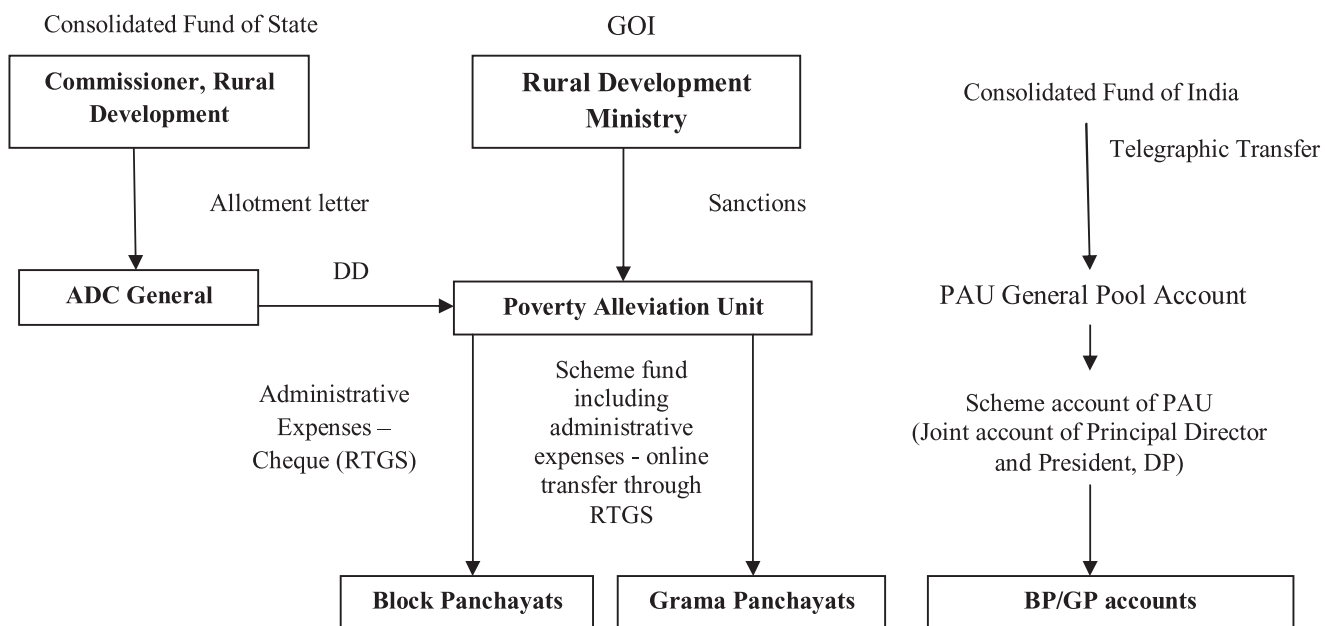 Consolidated Fund of State
GOI
Commissioner, Rural
Development
Rural Development
Ministry
Consolidated Fund of India
Telegraphic Transfer
Allotment letter
Sanctions
DD
ADC General
Poverty Alleviation Unit
PAU General Pool Account
Administrative
Expenses –
Cheque (RTGS)
Scheme fund
including
administrative
expenses - online
transfer through
RTGS
Scheme account of PAU
(Joint account of Principal Director
and President, DP)
Block Panchayats
Grama Panchayats
BP/GP accounts